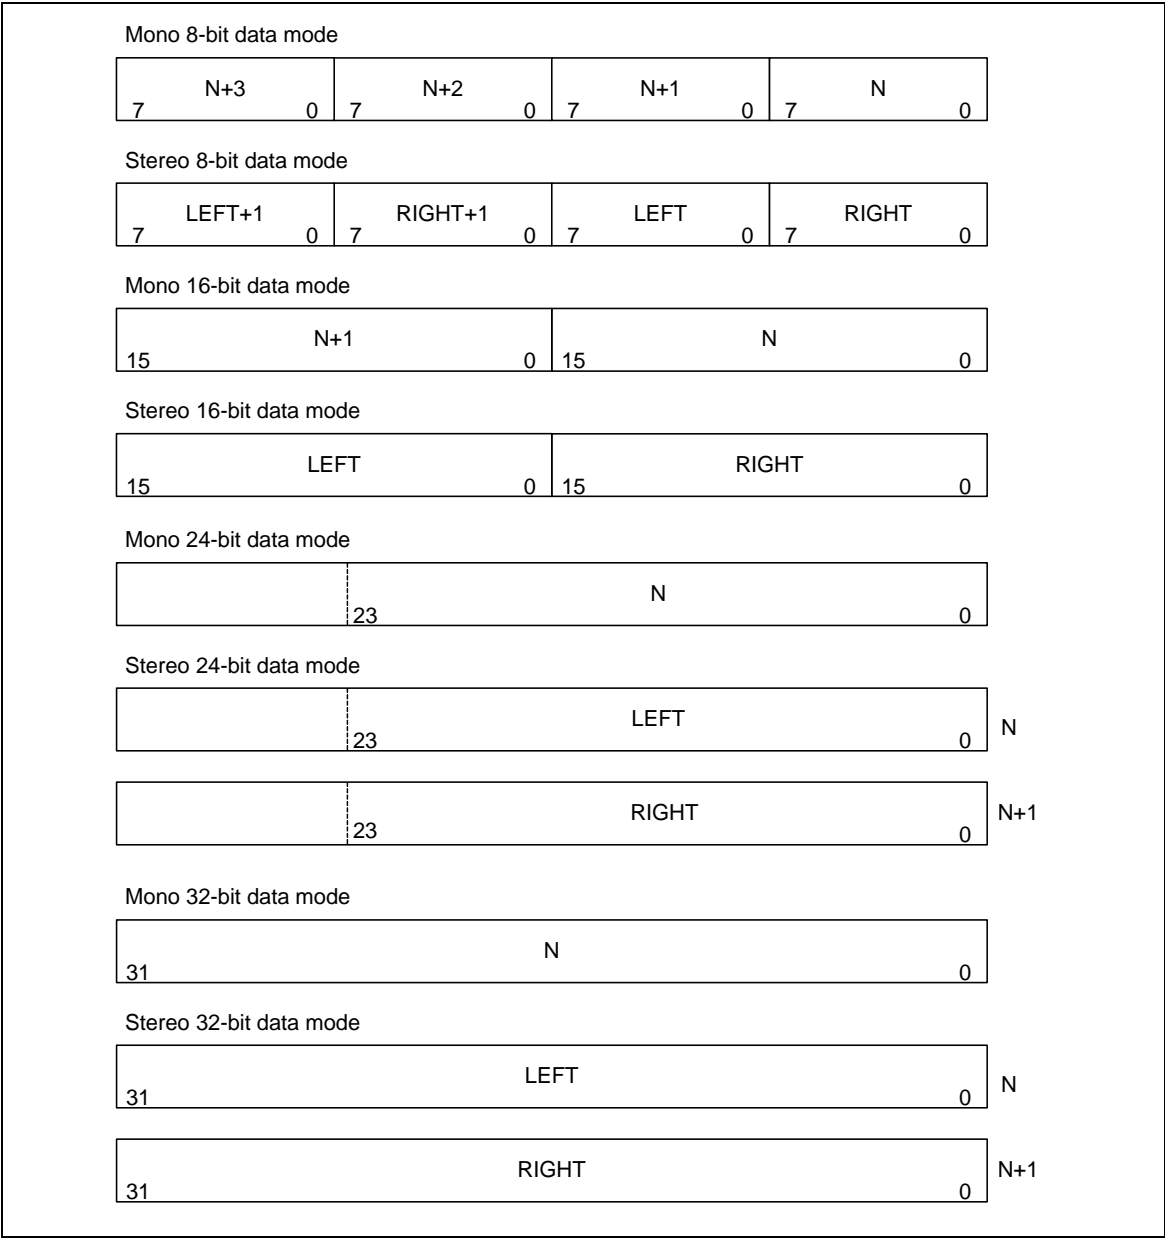 Mono 8-bit data mode
N+3 N+2 N+1 N
7 0 7 0 7 0 7 0
Stereo 8-bit data mode
LEFT+1 RIGHT+1 LEFT RIGHT
7 0 7 0 7 0 7 0
Mono 16-bit data mode
N+1 N
15 0 15 0
Stereo 16-bit data mode
LEFT RIGHT
15 0 15 0
Mono 24-bit data mode
N
23 0
Stereo 24-bit data mode
LEFT
N
23 0
RIGHT N+1
23 0
Mono 32-bit data mode
N
31 0
Stereo 32-bit data mode
LEFT
N
31 0
RIGHT N+1
31 0